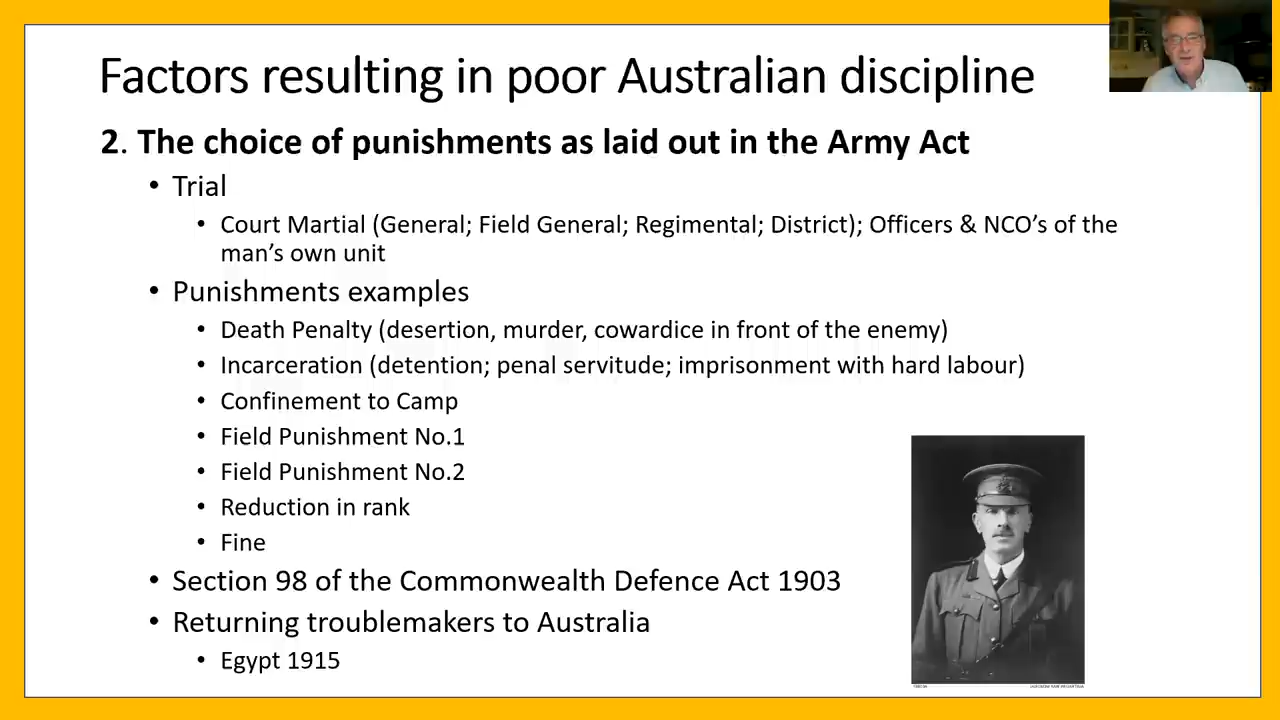 Factors resulting in poor Australian discipline
2. The choice of punishments as laid out in the Army Act
• Trial
• Court Martial (General; Field General; Regimental; District); Officers & NCO’s of the
man’s own unit
• Punishments examples
• Death Penalty (desertion, murder, cowardice in front of the enemy)
• Incarceration (detention; penal servitude; imprisonment with hard labour)
• Confinement to Camp
• Field Punishment No.1
• Field Punishment No.2
• Reduction in rank
• Fine
• Section 98 of the Commonwealth Defence Act 1903
• Returning troublemakers to Australia
• Egypt 1915